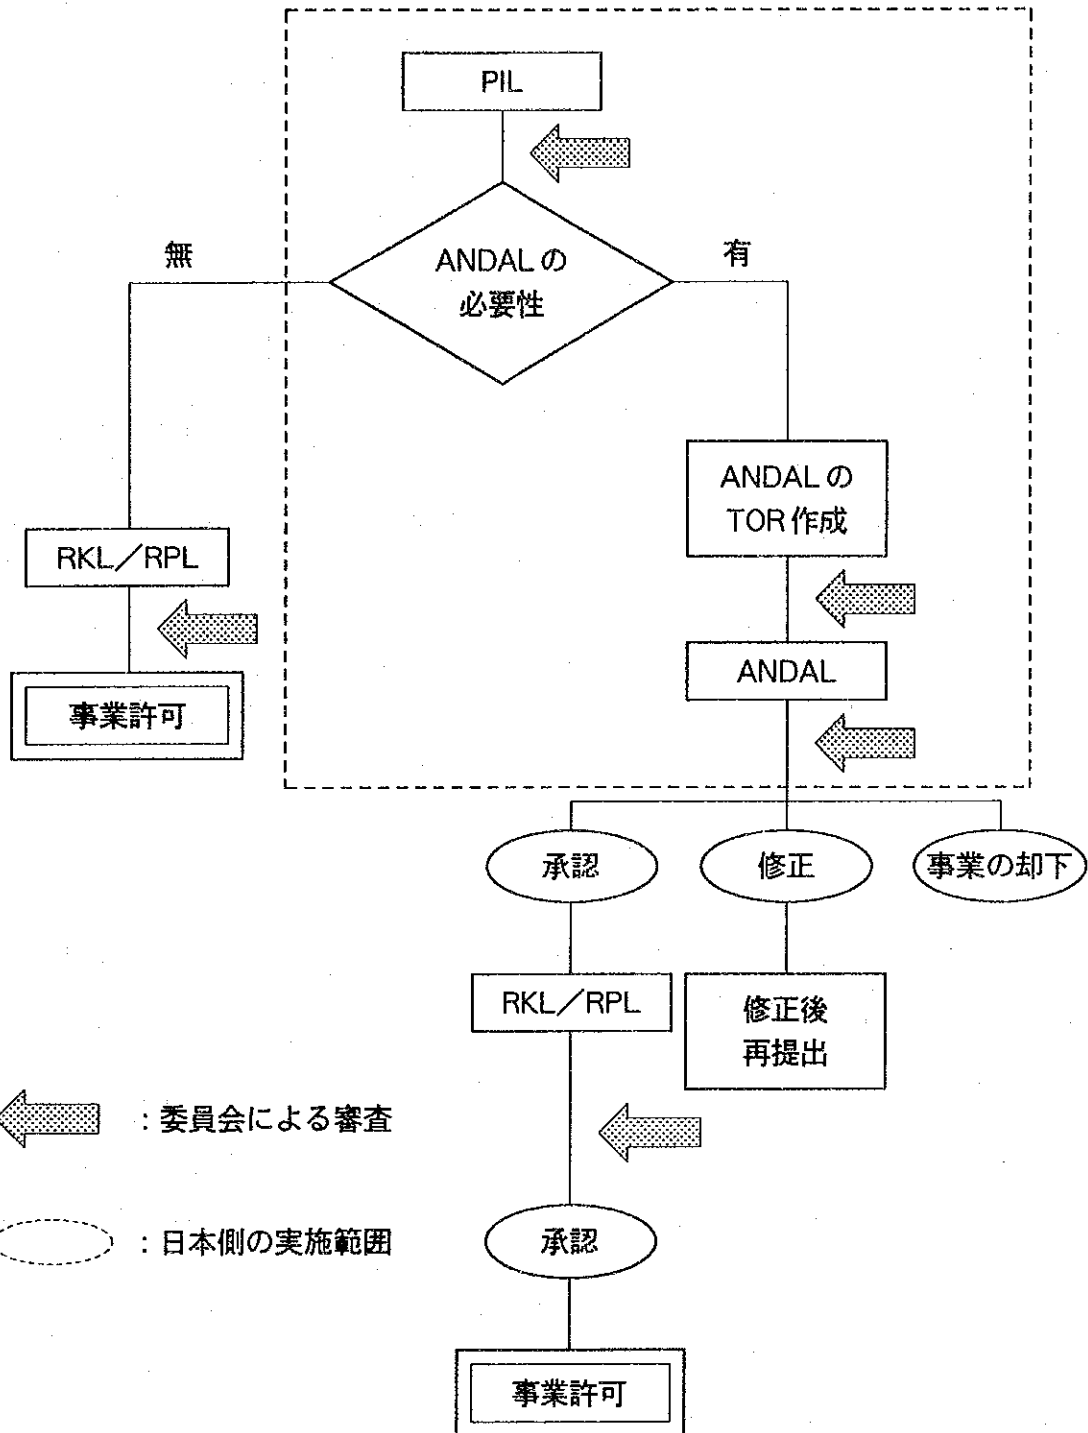 PIL
無
ANDALの
必要性
有
ANDALの
TOR作成
RKL／RPL
事業許可
ANDAL
承認
修正
事業の却下
RKL／RPL
修正後
再提出
：委員会による審査
：日本側の実施範囲
承認
事業許可